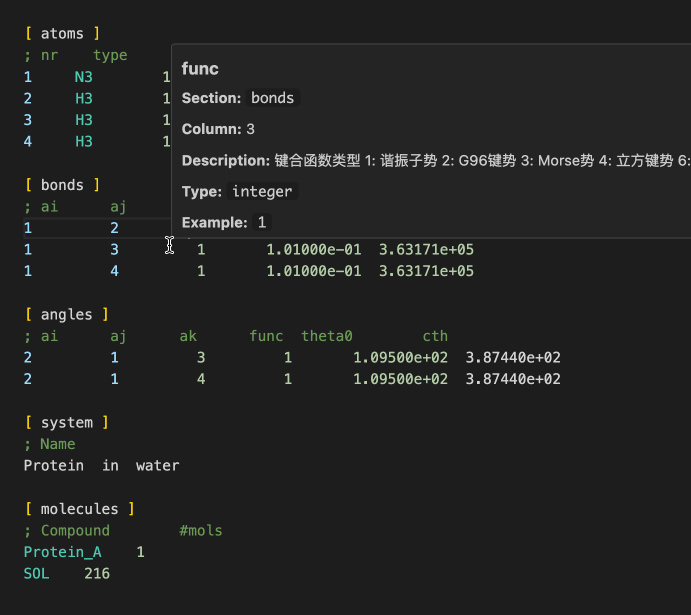 [ atoms ]
; nr    type
1     N3        1
2     H3        1
3     H3        1
4     H3        1
func
Section: bonds
Column: 3
Description: 键合函数类型 1: 谐振子势 2: G96键势 3: Morse势 4: 立方键势 6:
Type: integer
Example: 1
[ bonds ]
; ai      aj
1         2
1         3         1       1.01000e-01  3.63171e+05
1         4         1       1.01000e-01  3.63171e+05
[ angles ]
; ai      aj      ak      func  theta0        cth
2         1         3         1       1.09500e+02  3.87440e+02
2         1         4         1       1.09500e+02  3.87440e+02
[ system ]
; Name
Protein  in  water
[ molecules ]
; Compound        #mols
Protein_A    1
SOL    216